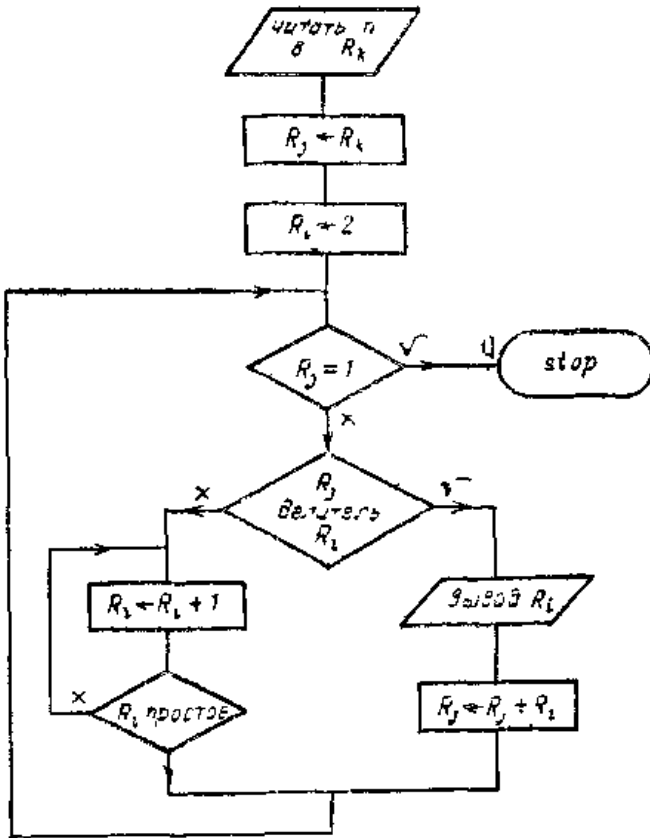 читать n
в R_k
R_j ← R_k
R_i ← 2
R_j = 1
stop
R_j
делитель
R_i
R_i ← R_i + 1
вывод R_i
R_i простое
R_j ← R_j ÷ R_i